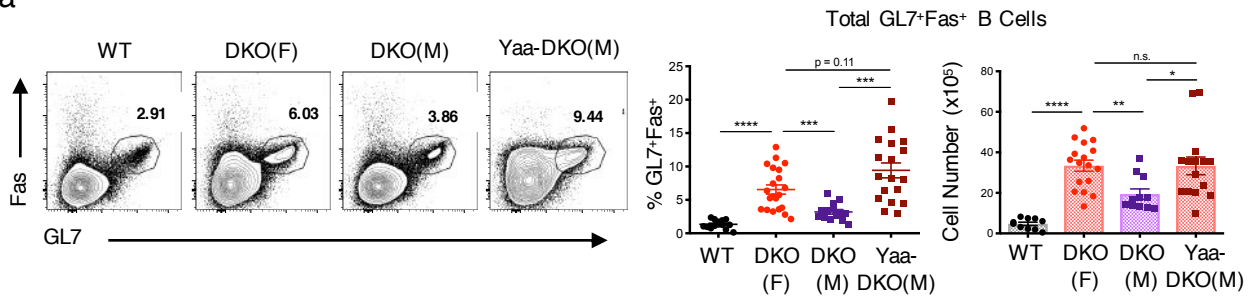 a
Total GL7+Fas+ B Cells
WT
DKO(F)
DKO(M)
Yaa-DKO(M)
2.91
6.03
3.86
9.44
Fas
GL7
% GL7+Fas+
25
20
15
10
5
0
p = 0.11
***
****
***
WT
DKO
(F)
DKO
(M)
Yaa-
DKO(M)
Cell Number (x10⁵)
80
60
40
20
0
n.s.
*
****
**
WT
DKO
(F)
DKO
(M)
Yaa-
DKO(M)